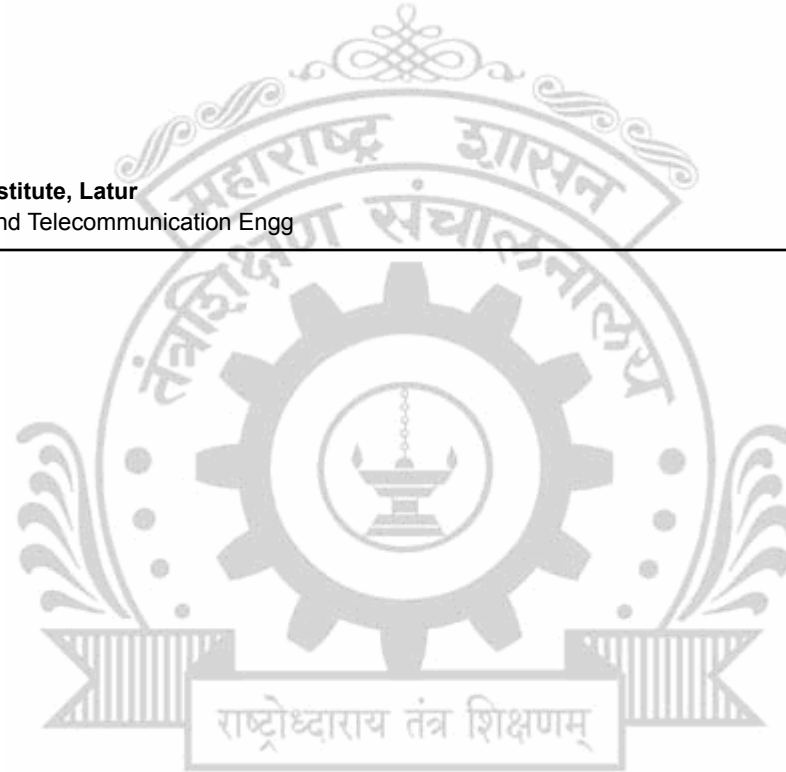 महाराष्ट्र शासन
stitute, Latur
nd Telecommunication Engg
तंत्रशिक्षण संचालनालय
राष्ट्रोध्दाराय तंत्र शिक्षणम्